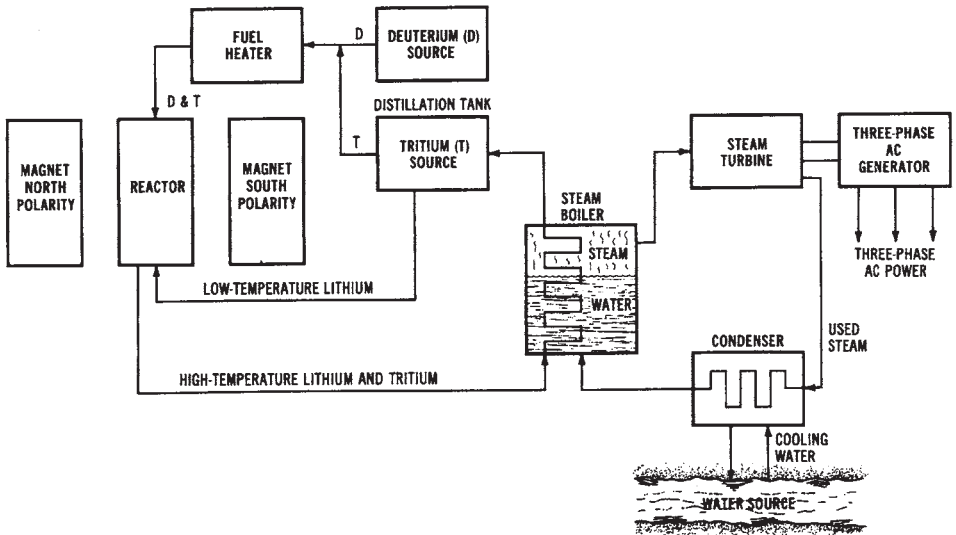 FUEL
HEATER
D
DEUTERIUM (D)
SOURCE
D & T
DISTILLATION TANK
MAGNET
NORTH
POLARITY
REACTOR
MAGNET
SOUTH
POLARITY
T
TRITIUM (T)
SOURCE
STEAM
TURBINE
THREE-PHASE
AC
GENERATOR
STEAM
BOILER
STEAM
WATER
THREE-PHASE
AC POWER
LOW-TEMPERATURE LITHIUM
USED
STEAM
CONDENSER
HIGH-TEMPERATURE LITHIUM AND TRITIUM
COOLING
WATER
WATER SOURCE